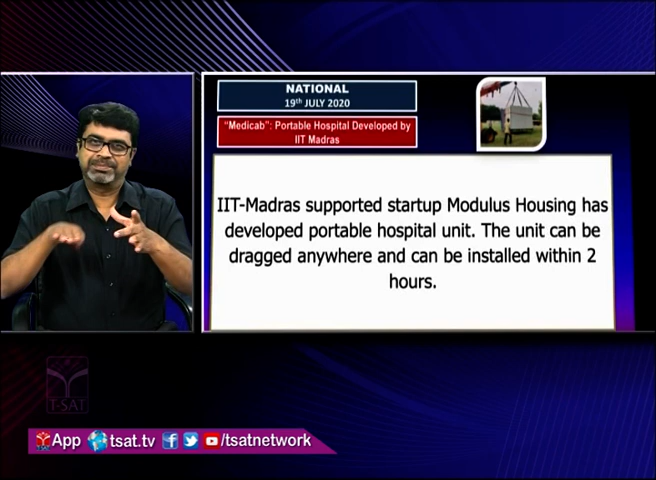 NATIONAL
19th JULY 2020
"Medicab": Portable Hospital Developed by
IIT Madras
IIT-Madras supported startup Modulus Housing has
developed portable hospital unit. The unit can be
dragged anywhere and can be installed within 2
hours.
T-SAT
App tsat.tv /tsatnetwork